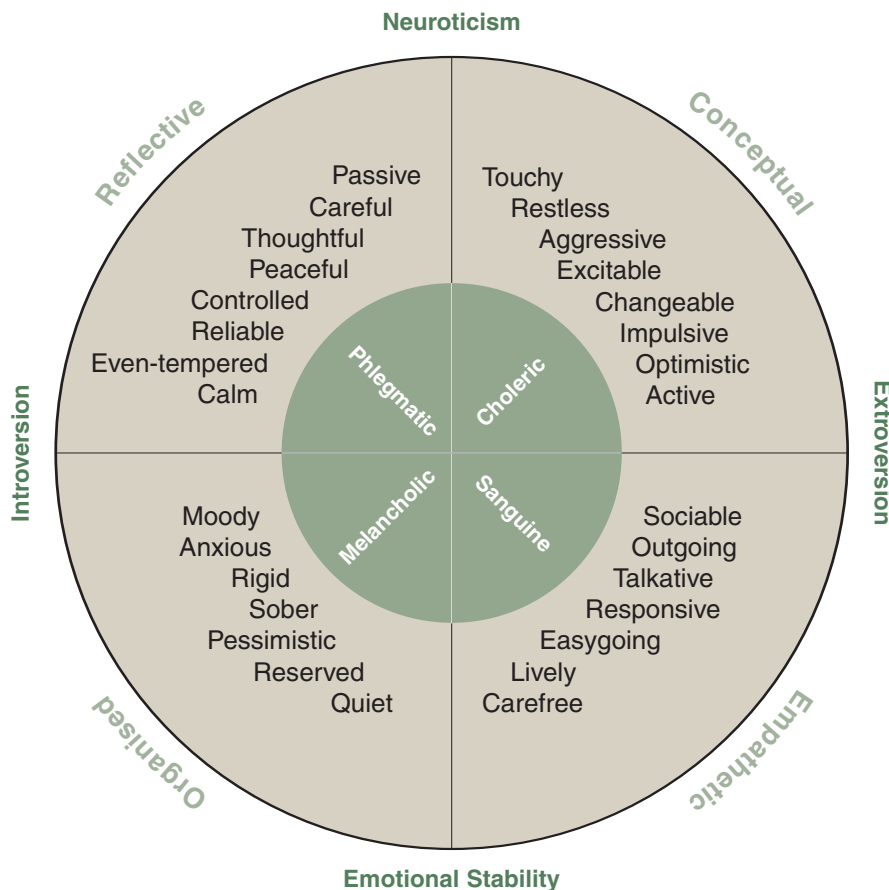 Neuroticism
Reflective
Conceptual
Passive
Careful
Thoughtful
Peaceful
Controlled
Reliable
Even-tempered
Calm
Touchy
Restless
Aggressive
Excitable
Changeable
Impulsive
Optimistic
Active
Phlegmatic
Choleric
Introversion
Extroversion
Melancholic
Sanguine
Moody
Anxious
Rigid
Sober
Pessimistic
Reserved
Quiet
Sociable
Outgoing
Talkative
Responsive
Easygoing
Lively
Carefree
Organised
Empathetic
Emotional Stability